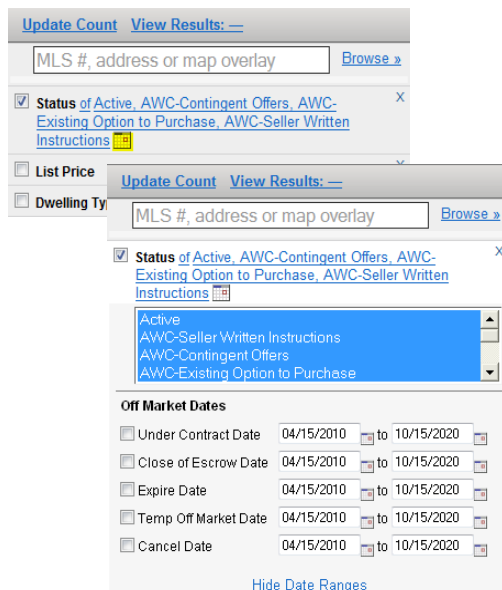 Update Count View Results: —
MLS #, address or map overlay Browse »
Status of Active, AWC-Contingent Offers, AWC- X
Existing Option to Purchase, AWC-Seller Written
Instructions
List Price
Dwelling Ty
Update Count View Results: —
MLS #, address or map overlay Browse »
Status of Active, AWC-Contingent Offers, AWC- X
Existing Option to Purchase, AWC-Seller Written
Instructions
Active
AWC-Seller Written Instructions
AWC-Contingent Offers
AWC-Existing Option to Purchase
Off Market Dates
Under Contract Date 04/15/2010 to 10/15/2020
Close of Escrow Date 04/15/2010 to 10/15/2020
Expire Date 04/15/2010 to 10/15/2020
Temp Off Market Date 04/15/2010 to 10/15/2020
Cancel Date 04/15/2010 to 10/15/2020
Hide Date Ranges